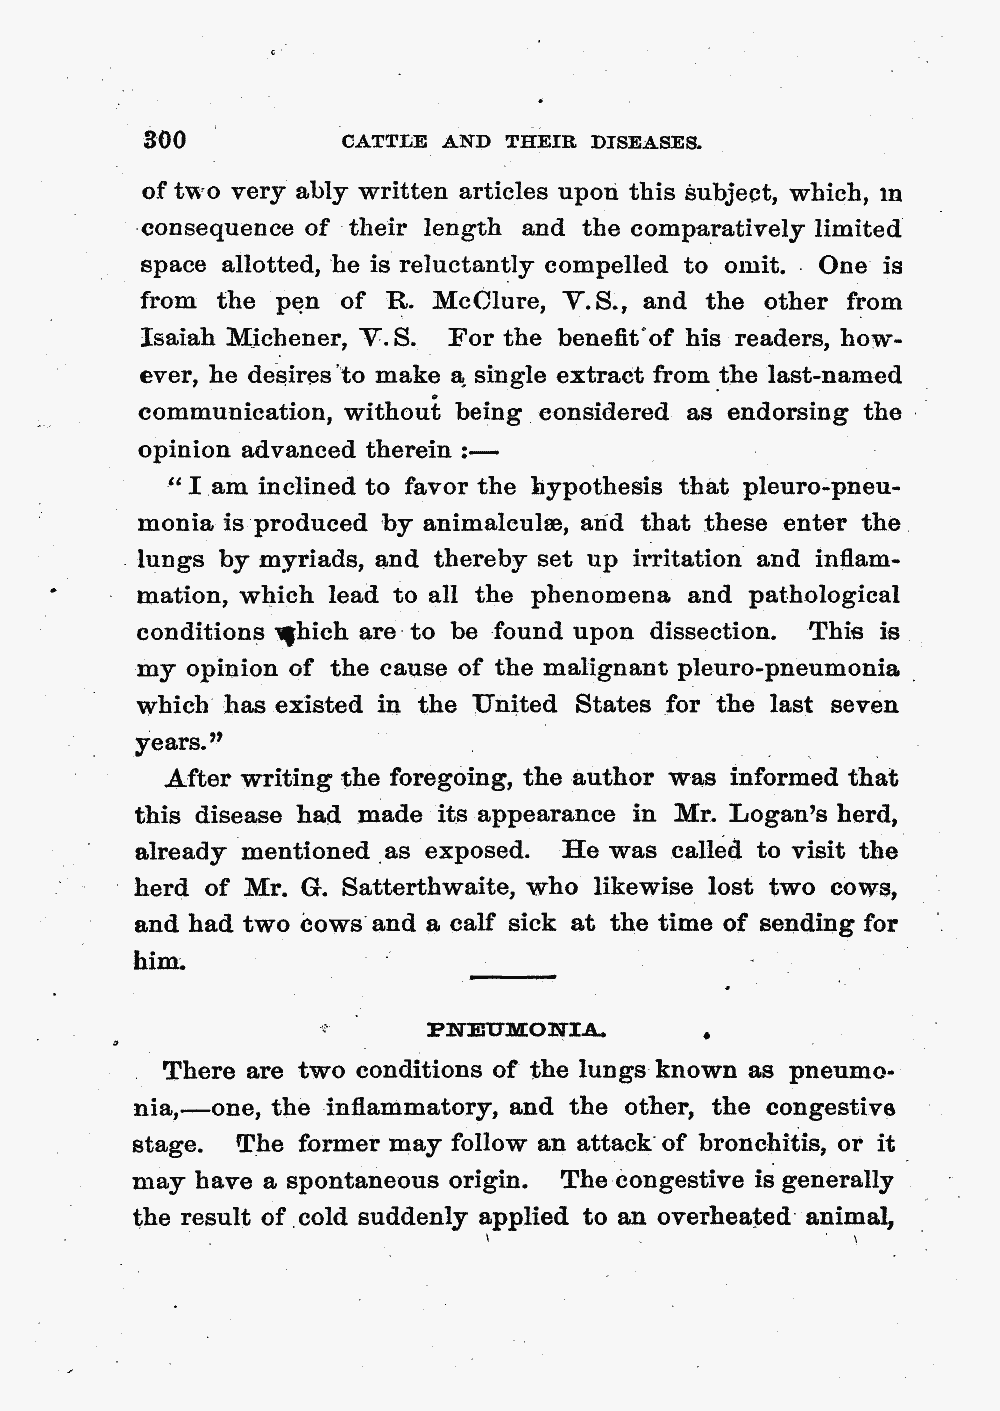 300 CATTLE AND THEIR DISEASES.
of two very ably written articles upon this subject, which, in
consequence of their length and the comparatively limited
space allotted, he is reluctantly compelled to omit. One is
from the pen of R. McClure, V.S., and the other from
Isaiah Michener, V.S. For the benefit of his readers, how-
ever, he desires to make a single extract from the last-named
communication, without being considered as endorsing the
opinion advanced therein :—
“I am inclined to favor the hypothesis that pleuro-pneu-
monia is produced by animalculæ, and that these enter the
lungs by myriads, and thereby set up irritation and inflam-
mation, which lead to all the phenomena and pathological
conditions which are to be found upon dissection. This is
my opinion of the cause of the malignant pleuro-pneumonia
which has existed in the United States for the last seven
years.”
After writing the foregoing, the author was informed that
this disease had made its appearance in Mr. Logan’s herd,
already mentioned as exposed. He was called to visit the
herd of Mr. G. Satterthwaite, who likewise lost two cows,
and had two cows and a calf sick at the time of sending for
him.
PNEUMONIA.
There are two conditions of the lungs known as pneumo-
nia,—one, the inflammatory, and the other, the congestive
stage. The former may follow an attack of bronchitis, or it
may have a spontaneous origin. The congestive is generally
the result of cold suddenly applied to an overheated animal,